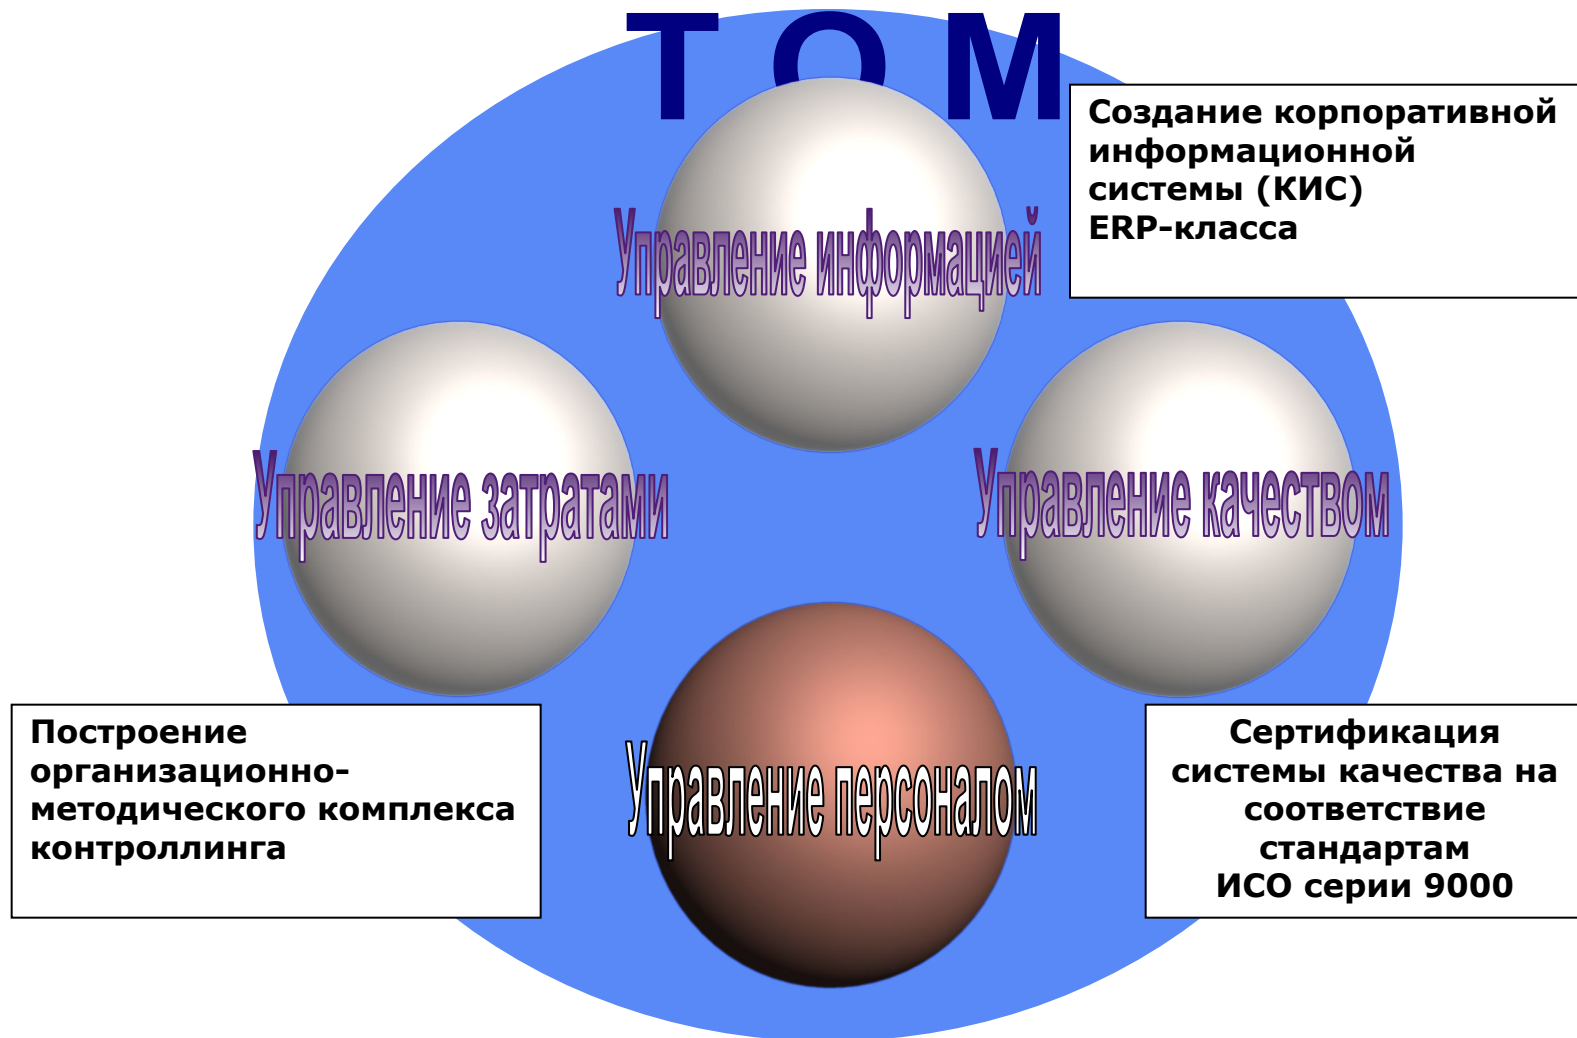 T Q M
Создание корпоративной
информационной
системы (КИС)
ERP-класса
Управление информацией
Управление затратами
Управление качеством
Построение
организационно-
методического комплекса
контроллинга
Управление персоналом
Сертификация
системы качества на
соответствие
стандартам
ИСО серии 9000